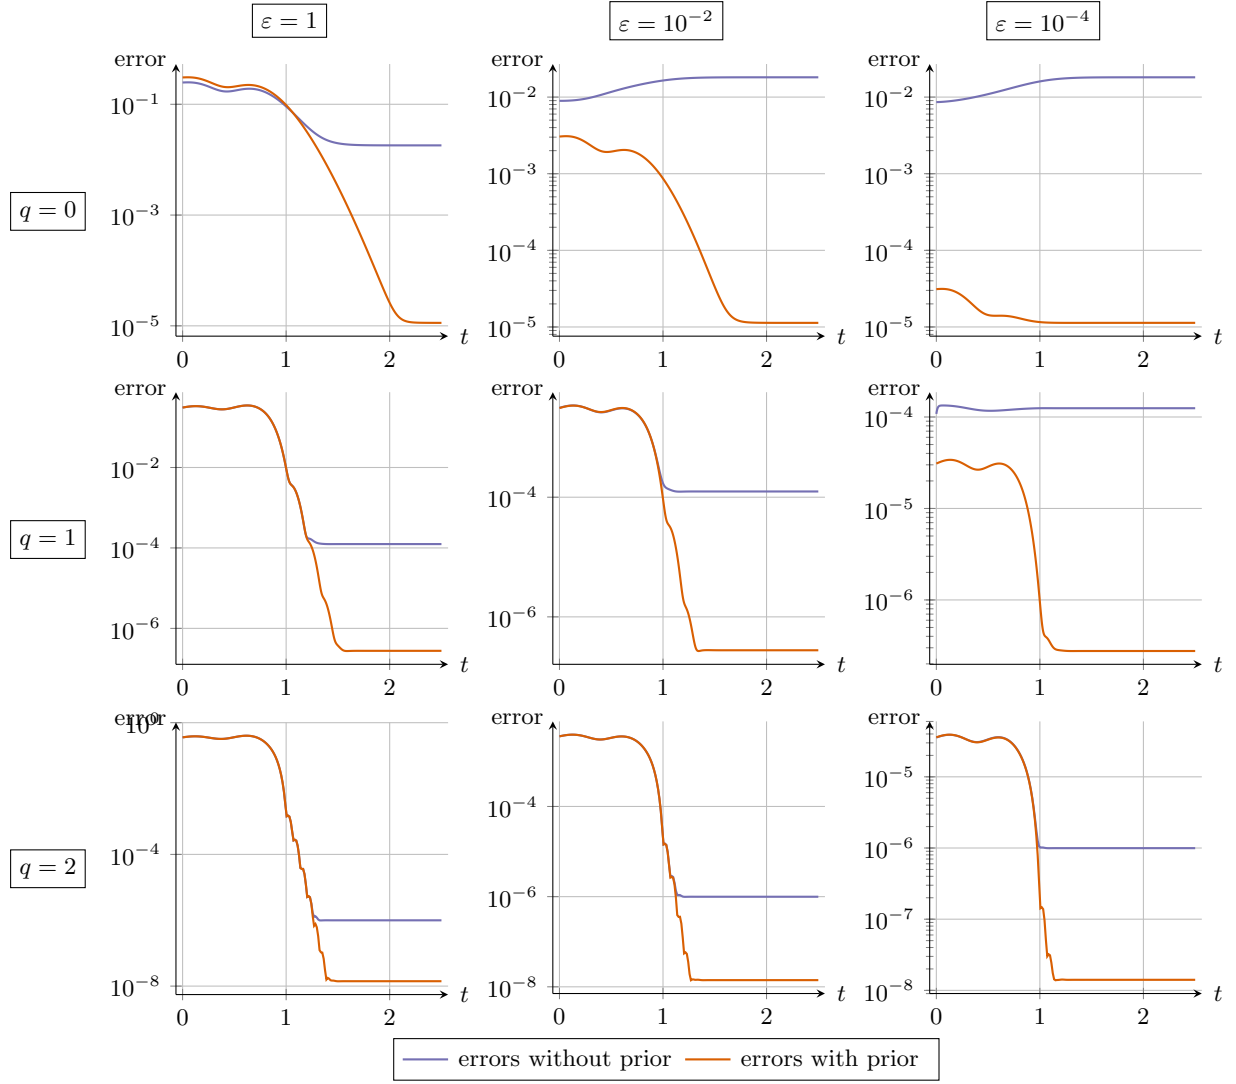 ε = 1
ε = 10⁻²
ε = 10⁻⁴
error
error
error
10⁻¹
10⁻³
10⁻⁵
0 1 2 t
10⁻²
10⁻³
10⁻⁴
10⁻⁵
0 1 2 t
10⁻²
10⁻³
10⁻⁴
10⁻⁵
0 1 2 t
q = 0
error
error
error
10⁻²
10⁻⁴
10⁻⁶
0 1 2 t
10⁻⁴
10⁻⁶
0 1 2 t
10⁻⁴
10⁻⁵
10⁻⁶
0 1 2 t
q = 1
error
error
error
10⁰
10⁻⁴
10⁻⁸
0 1 2 t
10⁻⁴
10⁻⁶
10⁻⁸
0 1 2 t
10⁻⁵
10⁻⁶
10⁻⁷
10⁻⁸
0 1 2 t
q = 2
errors without prior errors with prior